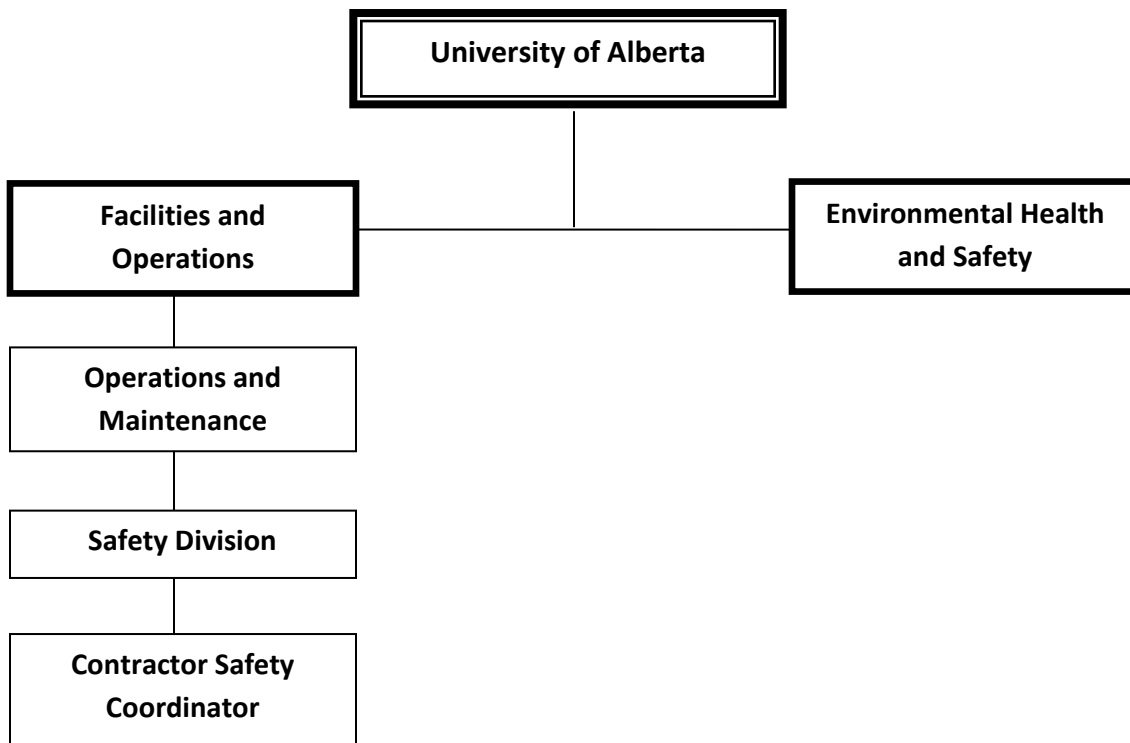 University of Alberta
Facilities and
Operations
Environmental Health
and Safety
Operations and
Maintenance
Safety Division
Contractor Safety
Coordinator